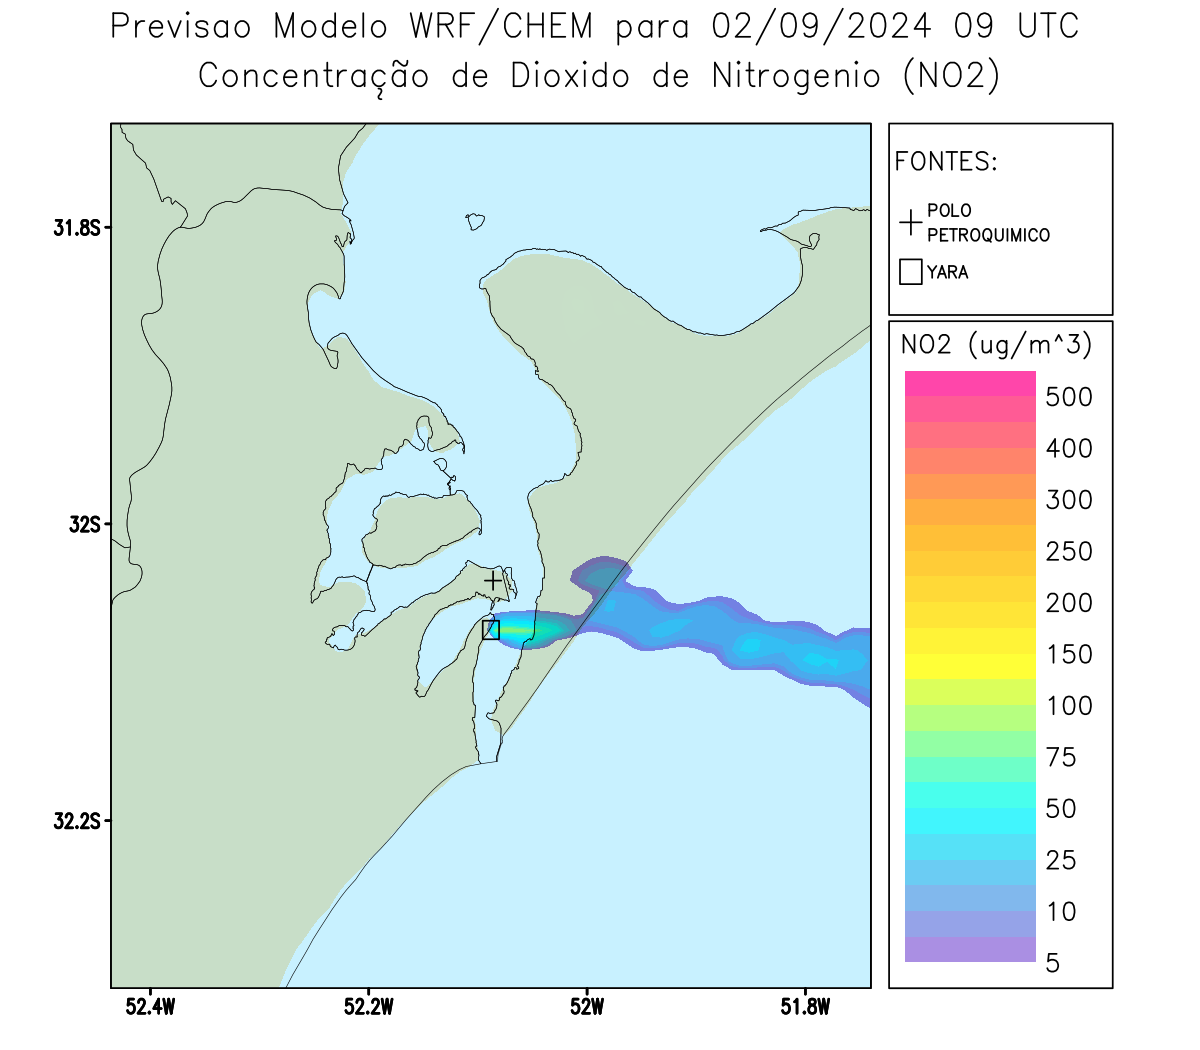 Previsao Modelo WRF/CHEM para 02/09/2024 09 UTC
Concentração de Dioxido de Nitrogenio (NO2)
FONTES:
POLO
PETROQUIMICO
YARA
31.8S
32S
32.2S
52.4W
52.2W
52W
51.8W
NO2 (ug/m^3)
500
400
300
250
200
150
100
75
50
25
10
5